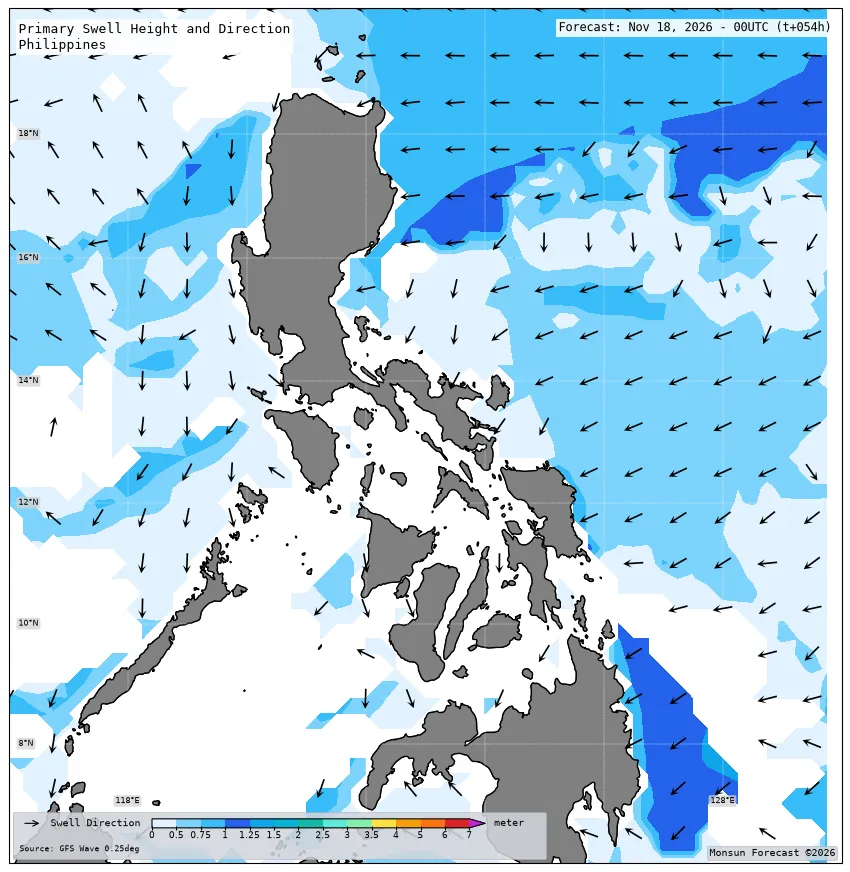 Primary Swell Height and Direction
Philippines
Forecast: Nov 18, 2026 - 00UTC (t+054h)
18°N
16°N
14°N
12°N
10°N
8°N
118°E
128°E
Swell Direction
meter
0 0.5 0.75 1 1.25 1.5 2 2.5 3 3.5 4 5 6 7
Source: GFS Wave 0.25deg
Monsun Forecast ©2026